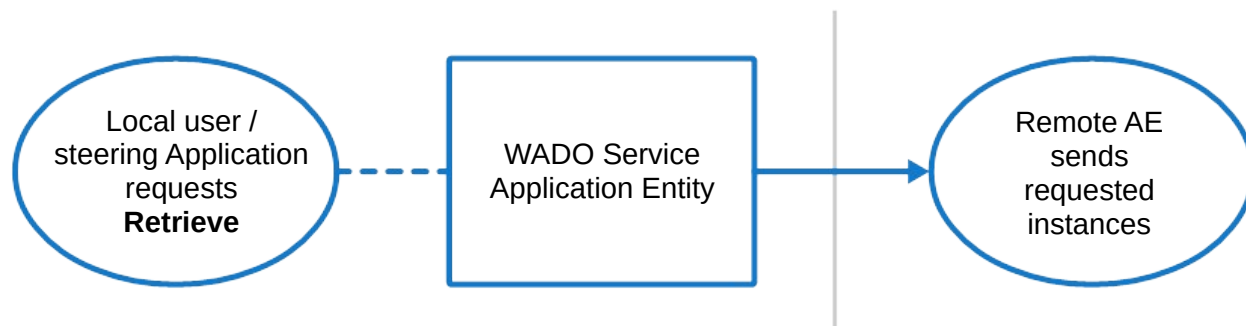 Local user /
steering Application
requests
Retrieve
WADO Service
Application Entity
Remote AE
sends
requested
instances